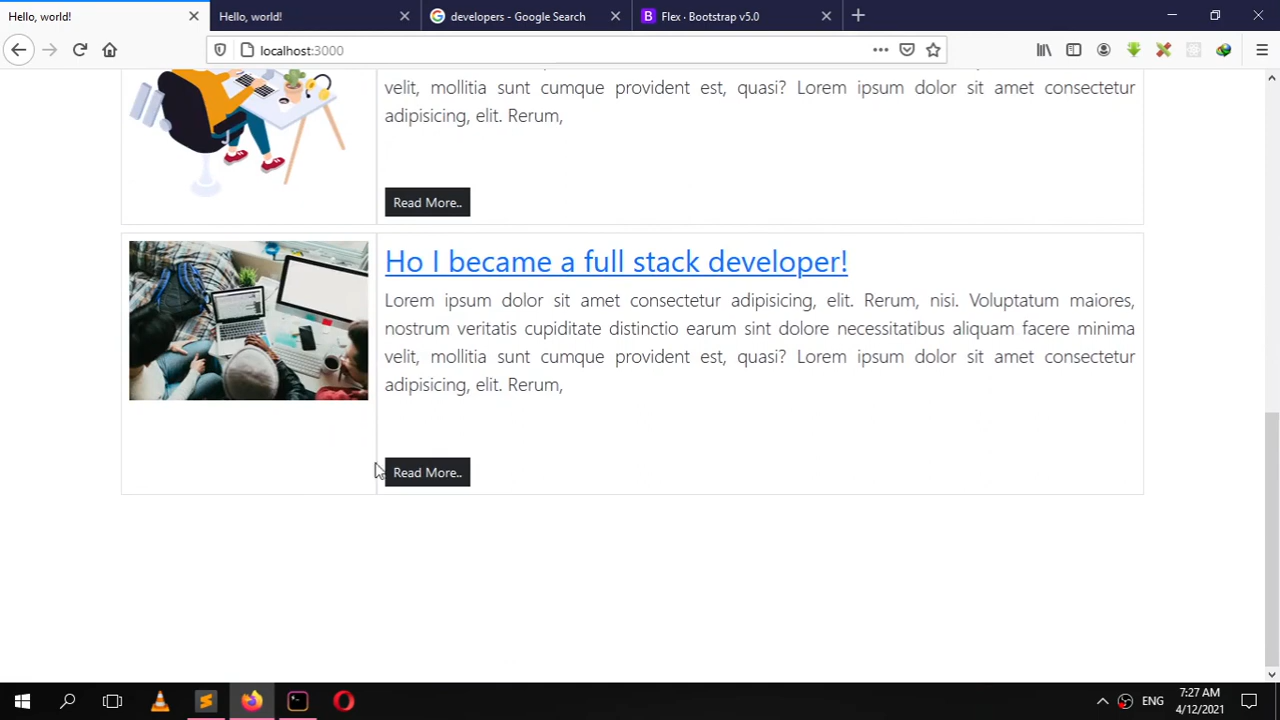 Hello, world!
Hello, world!
developers - Google Search
B
Flex · Bootstrap v5.0
localhost:3000
velit, mollitia sunt cumque provident est, quasi? Lorem ipsum dolor sit amet consectetur
adipisicing, elit. Rerum,
Read More..
Ho I became a full stack developer!
Lorem ipsum dolor sit amet consectetur adipisicing, elit. Rerum, nisi. Voluptatum maiores,
nostrum veritatis cupiditate distinctio earum sint dolore necessitatibus aliquam facere minima
velit, mollitia sunt cumque provident est, quasi? Lorem ipsum dolor sit amet consectetur
adipisicing, elit. Rerum,
Read More..
ENG
7:27 AM
4/12/2021